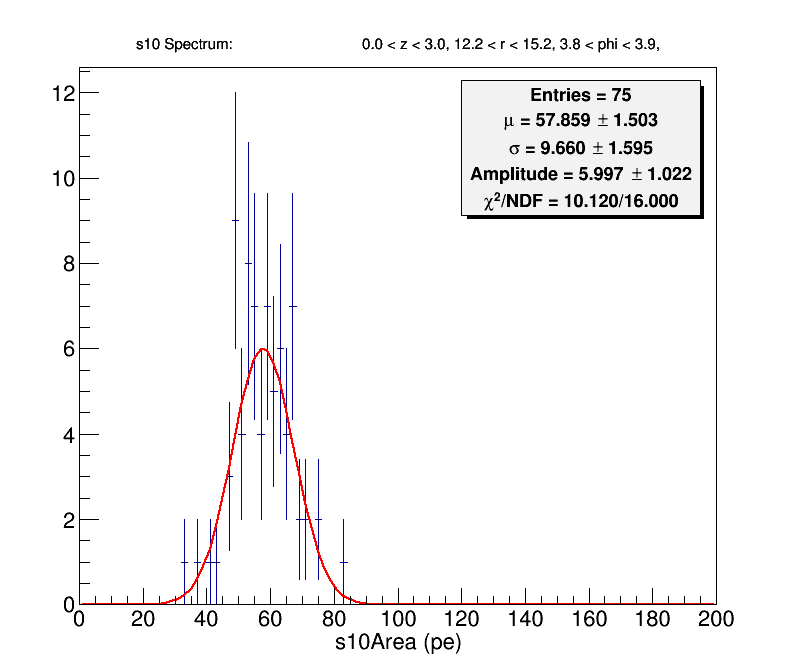 s10 Spectrum: 0.0 < z < 3.0, 12.2 < r < 15.2, 3.8 < phi < 3.9,
Entries = 75
μ = 57.859 ± 1.503
σ = 9.660 ± 1.595
Amplitude = 5.997 ± 1.022
χ²/NDF = 10.120/16.000
12
10
8
6
4
2
0
0 20 40 60 80 100 120 140 160 180 200
s10Area (pe)